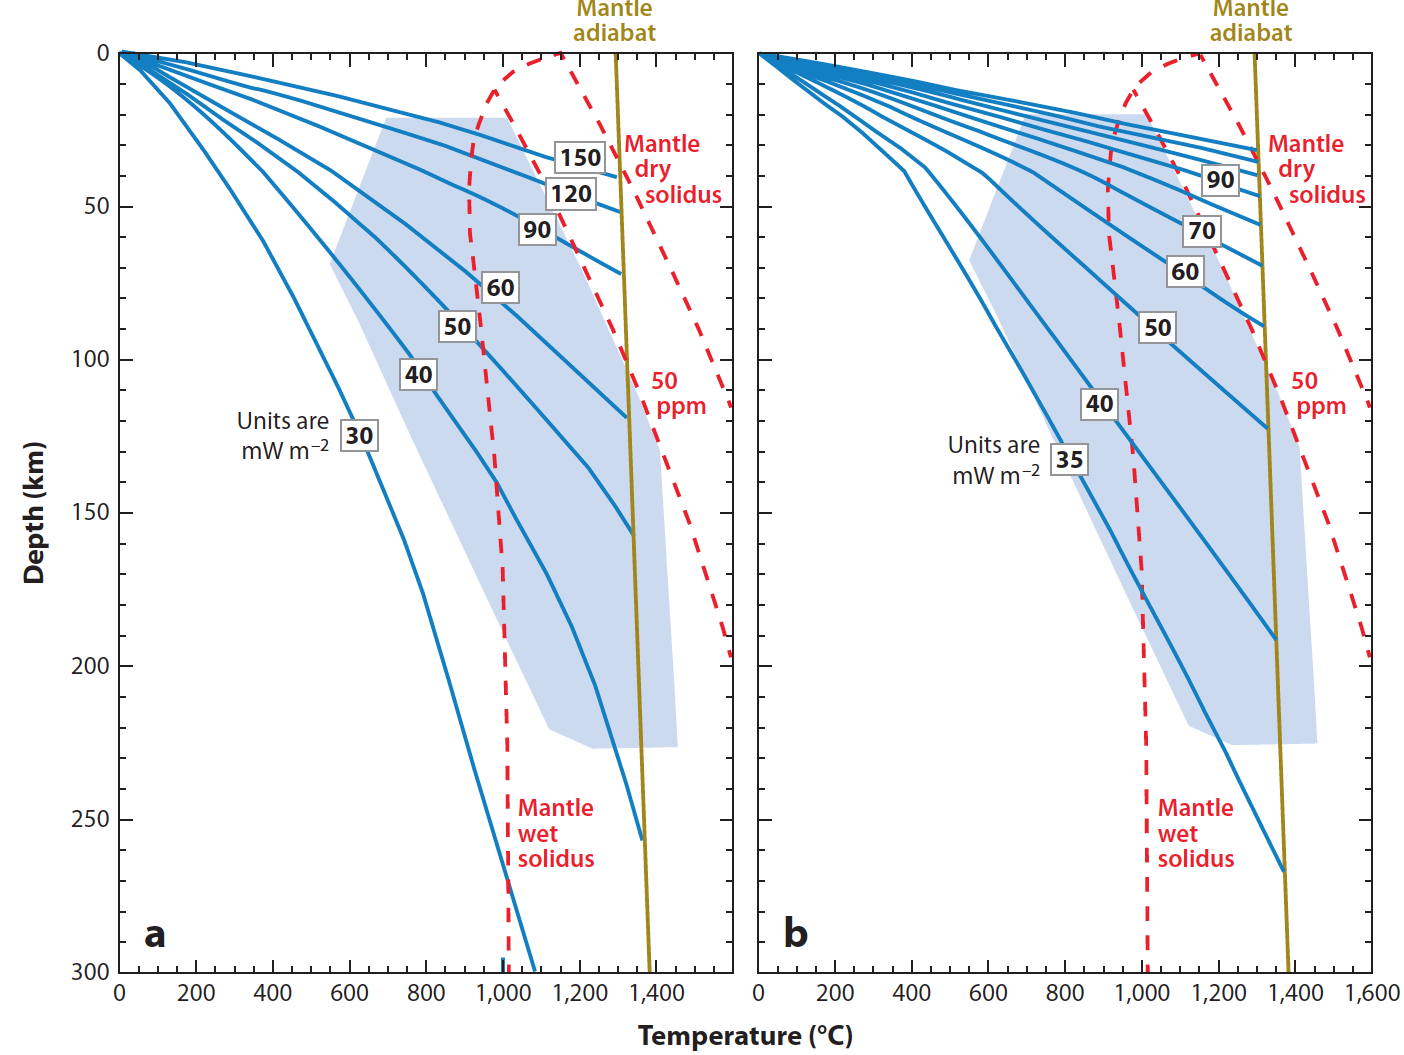 Mantle
adiabat
Mantle
adiabat
0
50
100
150
200
250
300
Depth (km)
150
120
90
60
50
40
30
Units are
mW m⁻²
Mantle
dry
solidus
50
ppm
Mantle
wet
solidus
a
0 200 400 600 800 1,000 1,200 1,400
90
70
60
50
40
35
Units are
mW m⁻²
Mantle
dry
solidus
50
ppm
Mantle
wet
solidus
b
0 200 400 600 800 1,000 1,200 1,400 1,600
Temperature (°C)